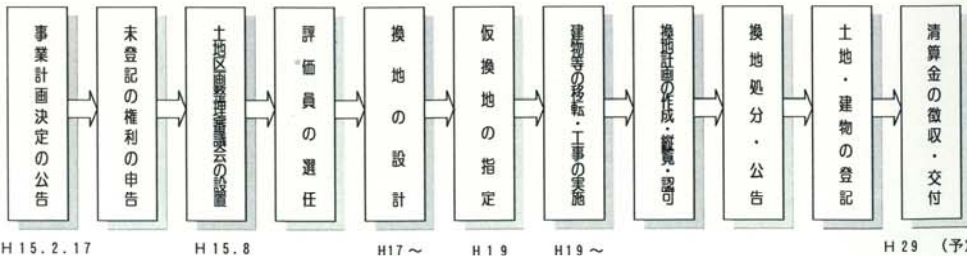 事業計画決定の公告
未登記の権利の申告
土地区画整理審議会の設置
評価員の選任
換地の設計
仮換地の指定
建物等の移転・工事の実施
換地計画の作成・縦覧・認可
換地処分・公告
土地・建物の登記
清算金の徴収・交付
H15.2.17
H15.8
H17～
H19
H19～
H29 (予